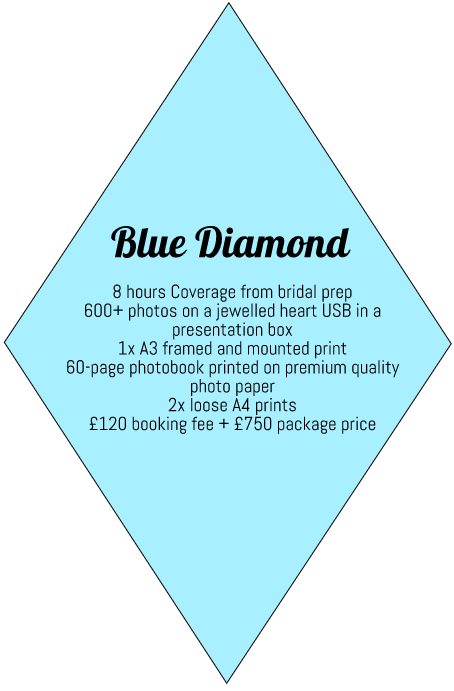 Blue Diamond
8 hours Coverage from bridal prep
600+ photos on a jewelled heart USB in a
presentation box
1x A3 framed and mounted print
60-page photobook printed on premium quality
photo paper
2x loose A4 prints
£120 booking fee + £750 package price